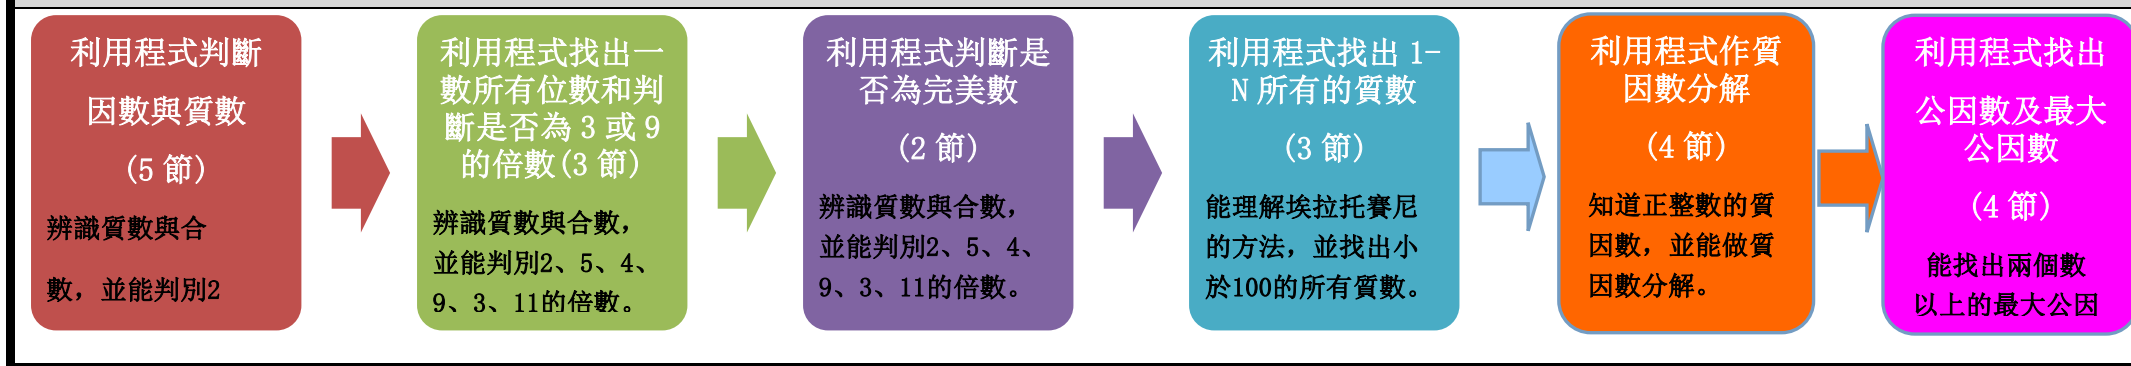 利用程式判斷
因數與質數
(5 節)
辨識質數與合
數，並能判別2
利用程式找出一
數所有位數和判
斷是否為 3 或 9
的倍數(3 節)
辨識質數與合數，
並能判別2、5、4、
9、3、11的倍數。
利用程式判斷是
否為完美數
(2 節)
辨識質數與合數，
並能判別2、5、4、
9、3、11的倍數。
利用程式找出 1-
N 所有的質數
(3 節)
能理解埃拉托賽尼
的方法，並找出小
於100的所有質數。
利用程式作質
因數分解
(4 節)
知道正整數的質
因數，並能做質
因數分解。
利用程式找出
公因數及最大
公因數
(4 節)
能找出兩個數
以上的最大公因